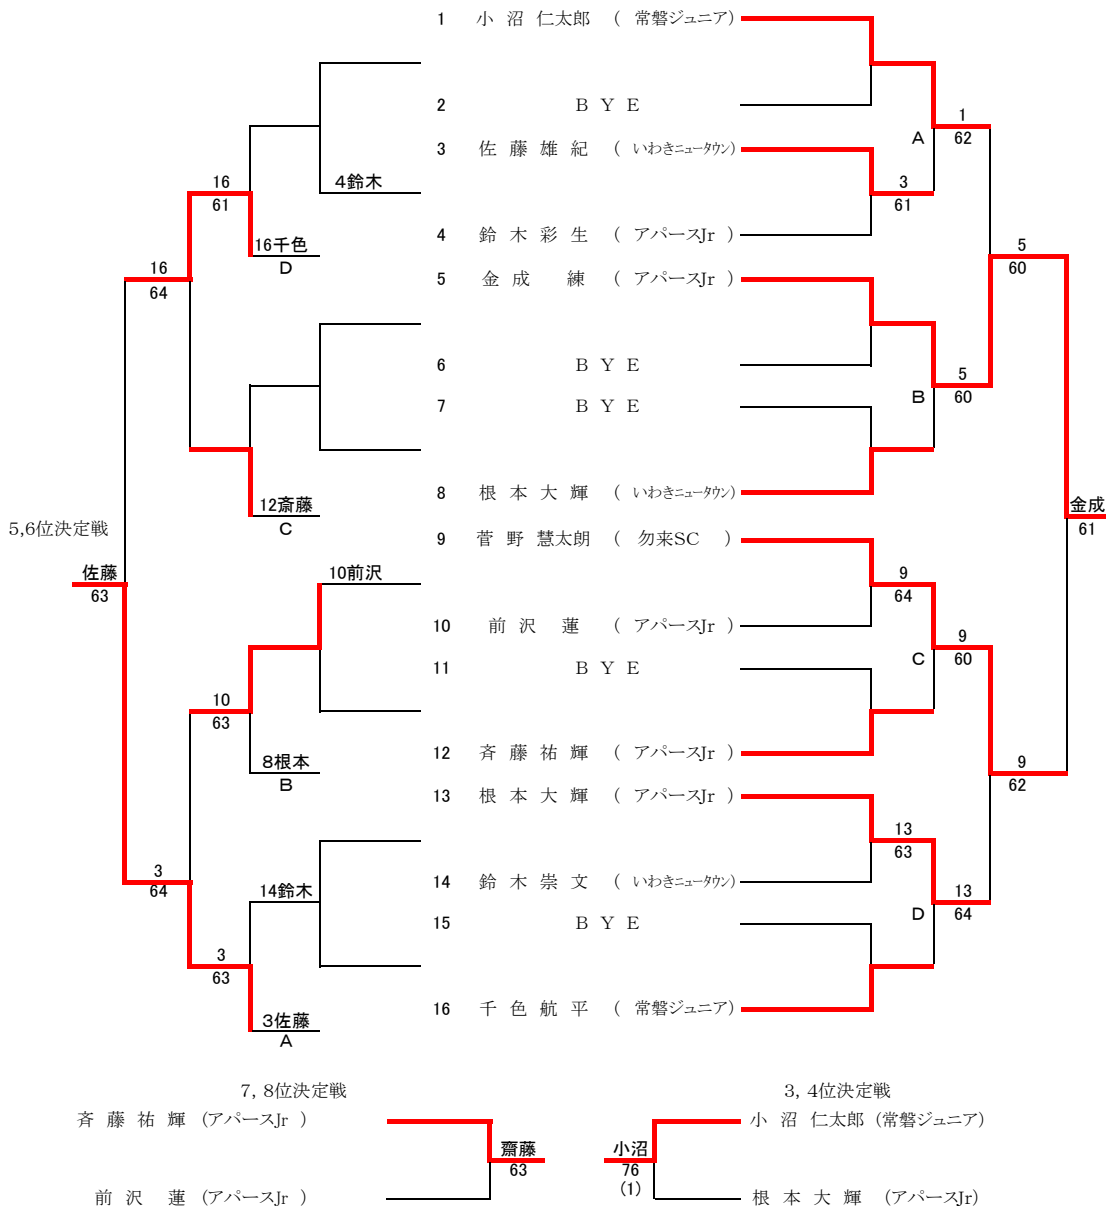 1 小沼 仁太郎 ( 常磐ジュニア)
2 BYE
3 佐藤雄紀 ( いわきニュータウン)
4 鈴木彩生 ( アパースJr )
5 金成 練 ( アパースJr )
6 BYE
7 BYE
8 根本大輝 ( いわきニュータウン)
9 菅野 慧太朗 ( 勿来SC )
10 前沢 蓮 ( アパースJr )
11 BYE
12 斉藤祐輝 ( アパースJr )
13 根本大輝 ( アパースJr )
14 鈴木崇文 ( いわきニュータウン)
15 BYE
16 千色航平 ( 常磐ジュニア)
A
1
62
3
61
5
60
B
5
60
金成
61
9
64
C
9
60
9
62
13
63
D
13
64
4鈴木
16
61
16千色
D
16
64
12斎藤
C
5,6位決定戦
佐藤
63
10前沢
10
63
8根本
B
3
64
14鈴木
3
63
3佐藤
A
7, 8位決定戦
斉藤祐輝 (アパースJr )
齋藤
63
前沢 蓮 (アパースJr )
3, 4位決定戦
小沼 仁太郎 (常磐ジュニア)
小沼
76
(1)
根本大輝 (アパースJr)